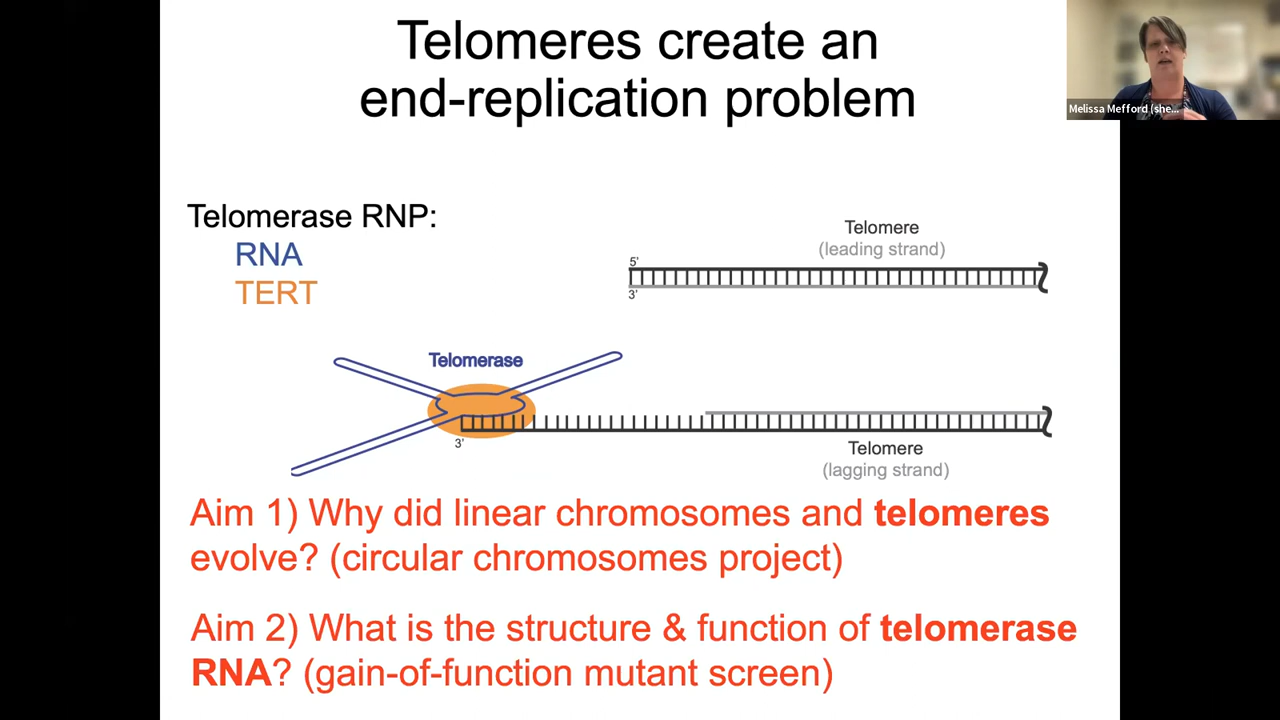 Telomeres create an
end-replication problem
Melissa Mefford (she...
Telomerase RNP:
RNA
TERT
Telomere
(leading strand)
5'
3'
Telomerase
3'
Telomere
(lagging strand)
Aim 1) Why did linear chromosomes and telomeres
evolve? (circular chromosomes project)
Aim 2) What is the structure & function of telomerase
RNA? (gain-of-function mutant screen)